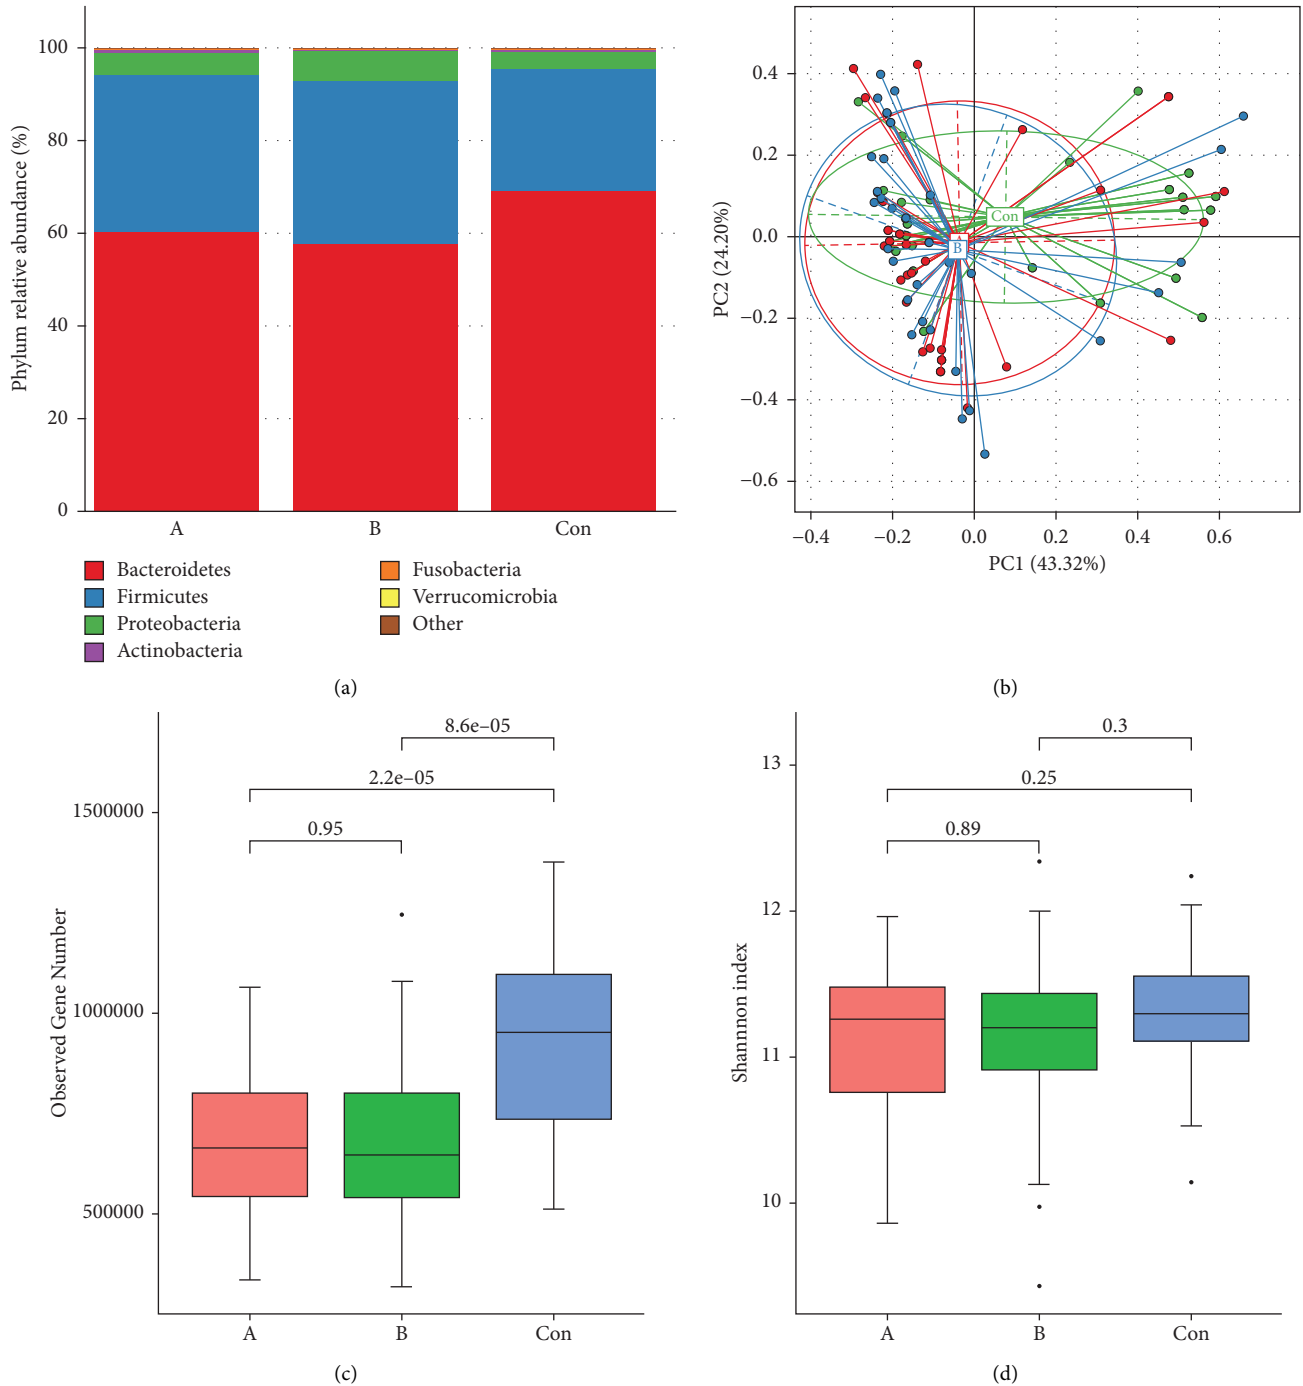 100
80
60
40
20
0
Phylum relative abundance (%)
A B Con
Bacteroidetes
Firmicutes
Proteobacteria
Actinobacteria
Fusobacteria
Verrucomicrobia
Other
(a)
0.4
0.2
0.0
−0.2
−0.4
−0.6
PC2 (24.20%)
Con
B
−0.4 −0.2 0.0 0.2 0.4 0.6
PC1 (43.32%)
(b)
8.6e−05
2.2e−05
0.95
1500000
1000000
500000
Observed Gene Number
A B Con
(c)
0.3
0.25
0.89
13
12
11
10
Shannnon index
A B Con
(d)